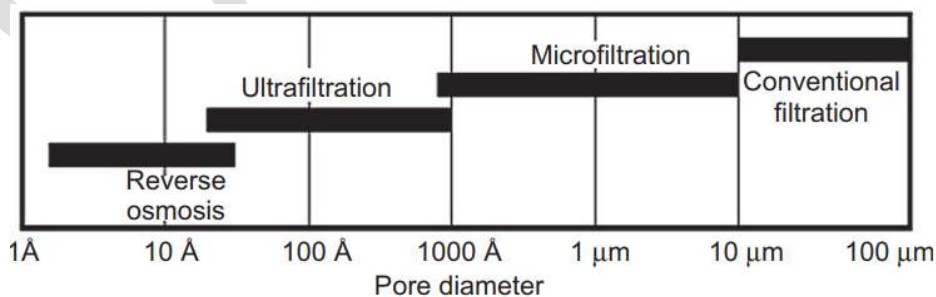 Microfiltration
Ultrafiltration
Conventional
filtration
Reverse
osmosis
1Å 10 Å 100 Å 1000 Å 1 μm 10 μm 100 μm
Pore diameter